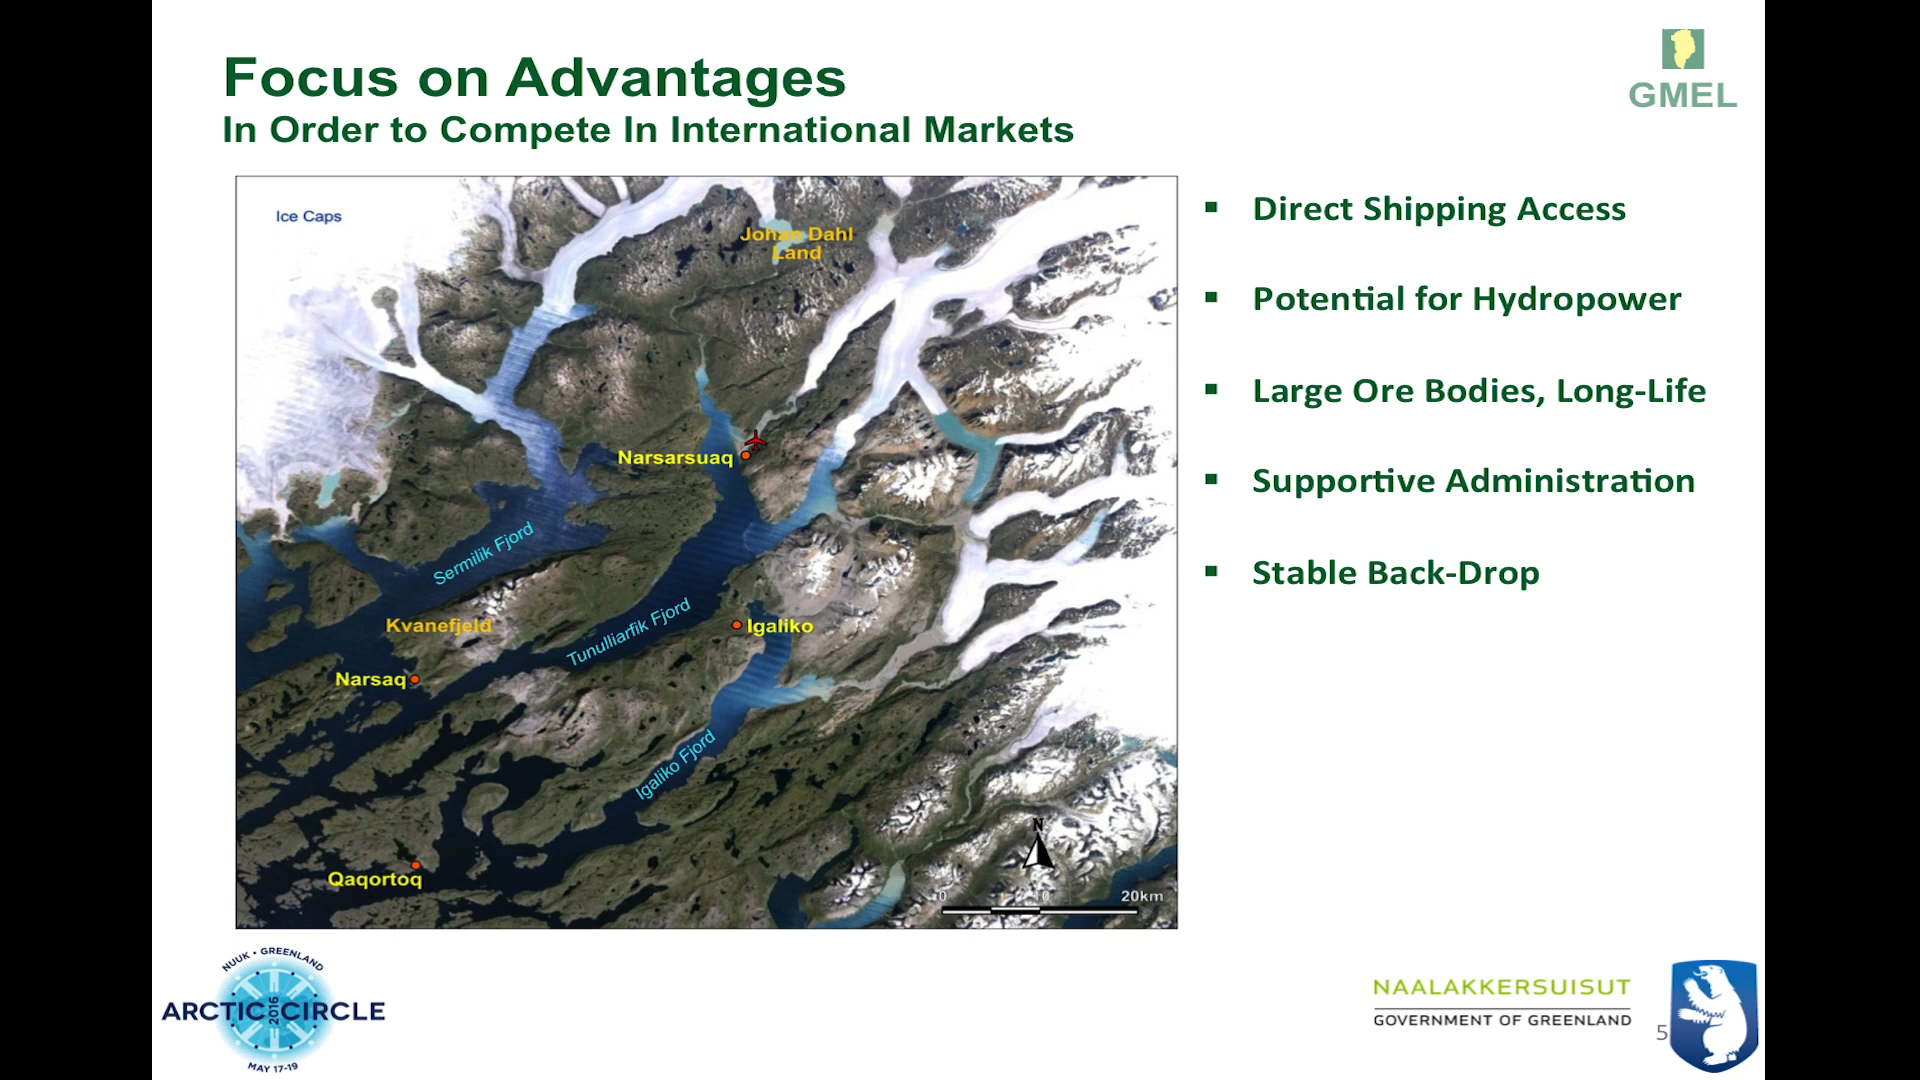 Focus on Advantages
In Order to Compete In International Markets
GMEL
Ice Caps
Johan Dahl
Land
Narsarsuaq
Sermilik Fjord
Tunulliarfik Fjord
Kvanefjeld
Igaliko
Narsaq
Igaliko Fjord
Qaqortoq
N
0 10 20km
▪ Direct Shipping Access
▪ Potential for Hydropower
▪ Large Ore Bodies, Long-Life
▪ Supportive Administration
▪ Stable Back-Drop
NUUK • GREENLAND
ARCTIC 2016 CIRCLE
MAY 17-19
NAALAKKERSUISUT
GOVERNMENT OF GREENLAND
5